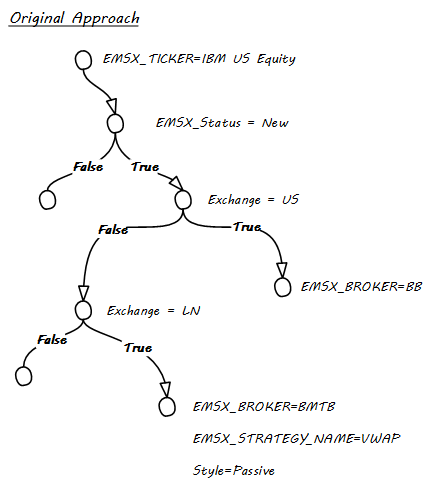 Original Approach
EMSX_TICKER=IBM US Equity
EMSX_Status = New
False
True
Exchange = US
False
True
EMSX_BROKER=BB
Exchange = LN
False
True
EMSX_BROKER=BMTB
EMSX_STRATEGY_NAME=VWAP
Style=Passive